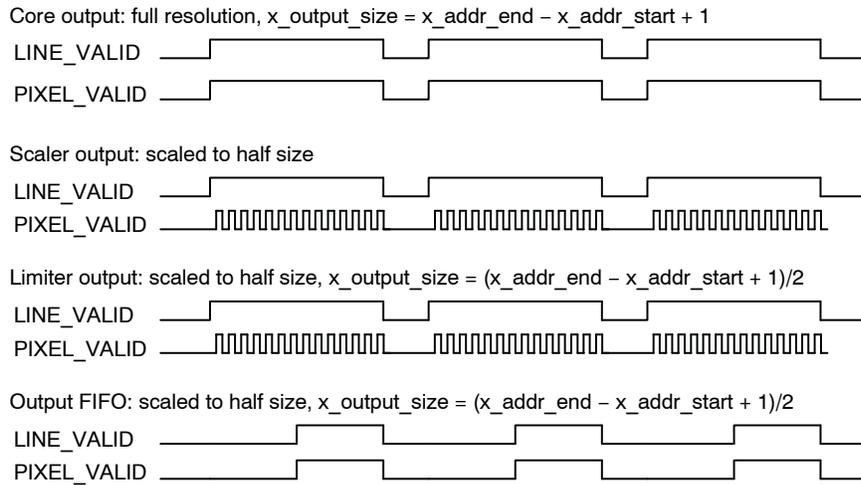 Core output: full resolution, x_output_size = x_addr_end − x_addr_start + 1
LINE_VALID
PIXEL_VALID
Scaler output: scaled to half size
LINE_VALID
PIXEL_VALID
Limiter output: scaled to half size, x_output_size = (x_addr_end − x_addr_start + 1)/2
LINE_VALID
PIXEL_VALID
Output FIFO: scaled to half size, x_output_size = (x_addr_end − x_addr_start + 1)/2
LINE_VALID
PIXEL_VALID